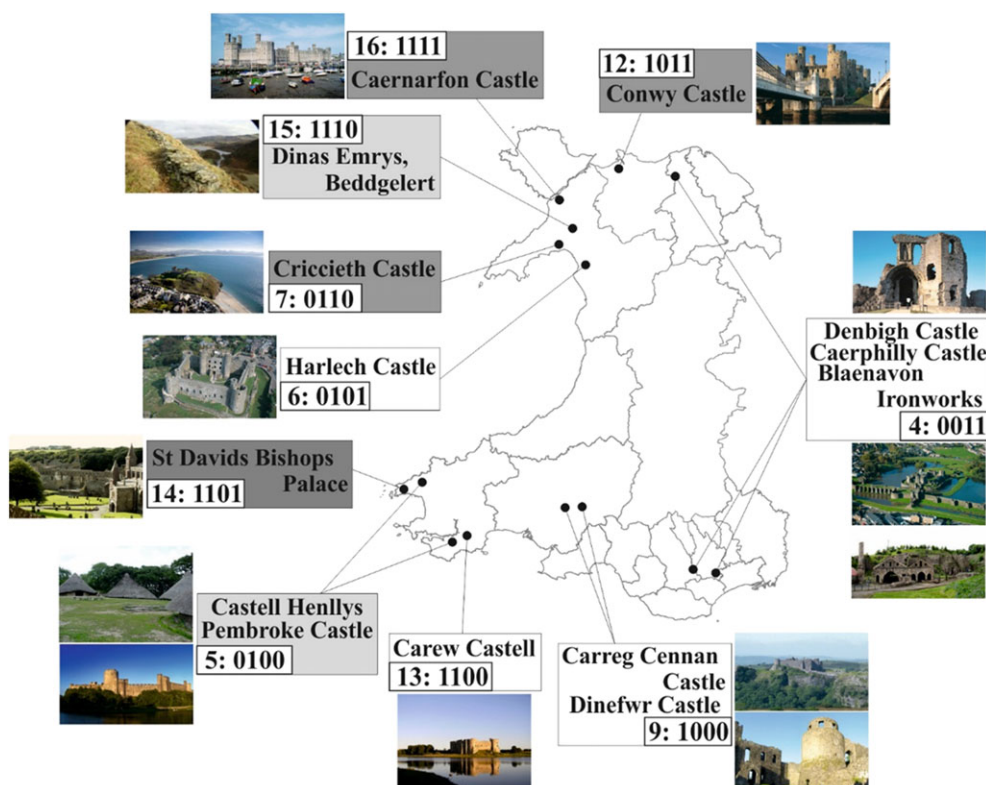 16: 1111
Caernarfon Castle
12: 1011
Conwy Castle
15: 1110
Dinas Emrys,
Beddgelert
Criccieth Castle
7: 0110
Harlech Castle
6: 0101
Denbigh Castle
Caerphilly Castle
Blaenavon
Ironworks
4: 0011
St Davids Bishops
Palace
14: 1101
Castell Henllys
Pembroke Castle
5: 0100
Carew Castell
13: 1100
Carreg Cennan
Castle
Dinefwr Castle
9: 1000